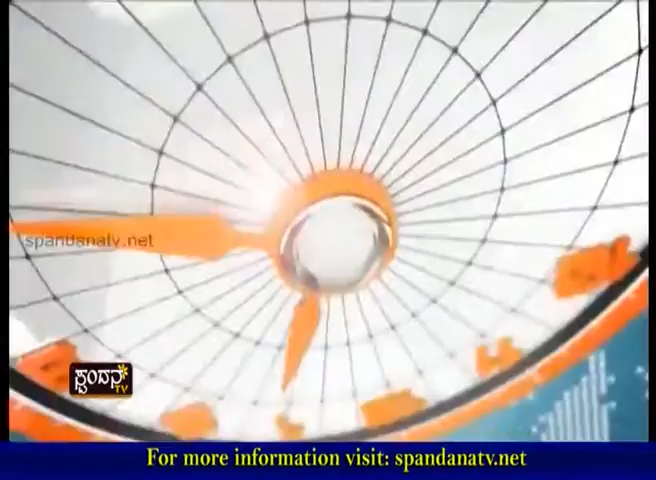 spandanatv.net
ಸ್ಪಂದನ
TV
For more information visit: spandanatv.net